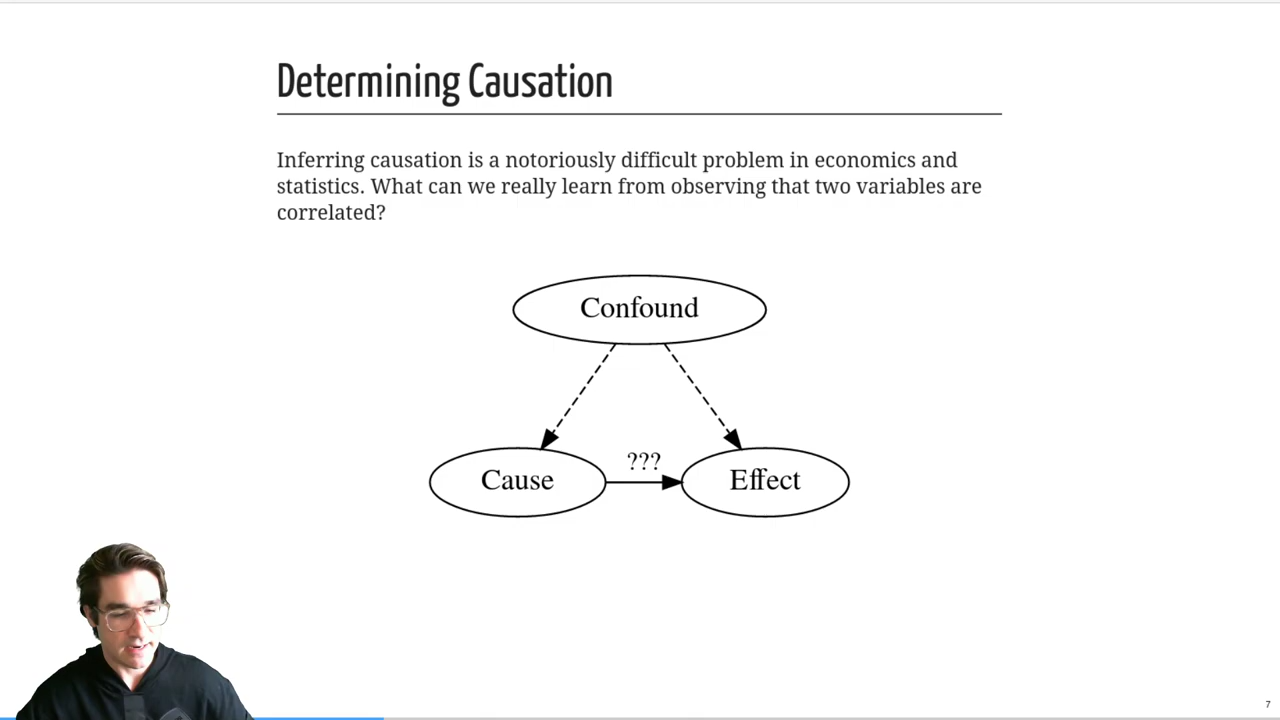 Determining Causation
Inferring causation is a notoriously difficult problem in economics and
statistics. What can we really learn from observing that two variables are
correlated?
Confound
???
Cause
Effect
7